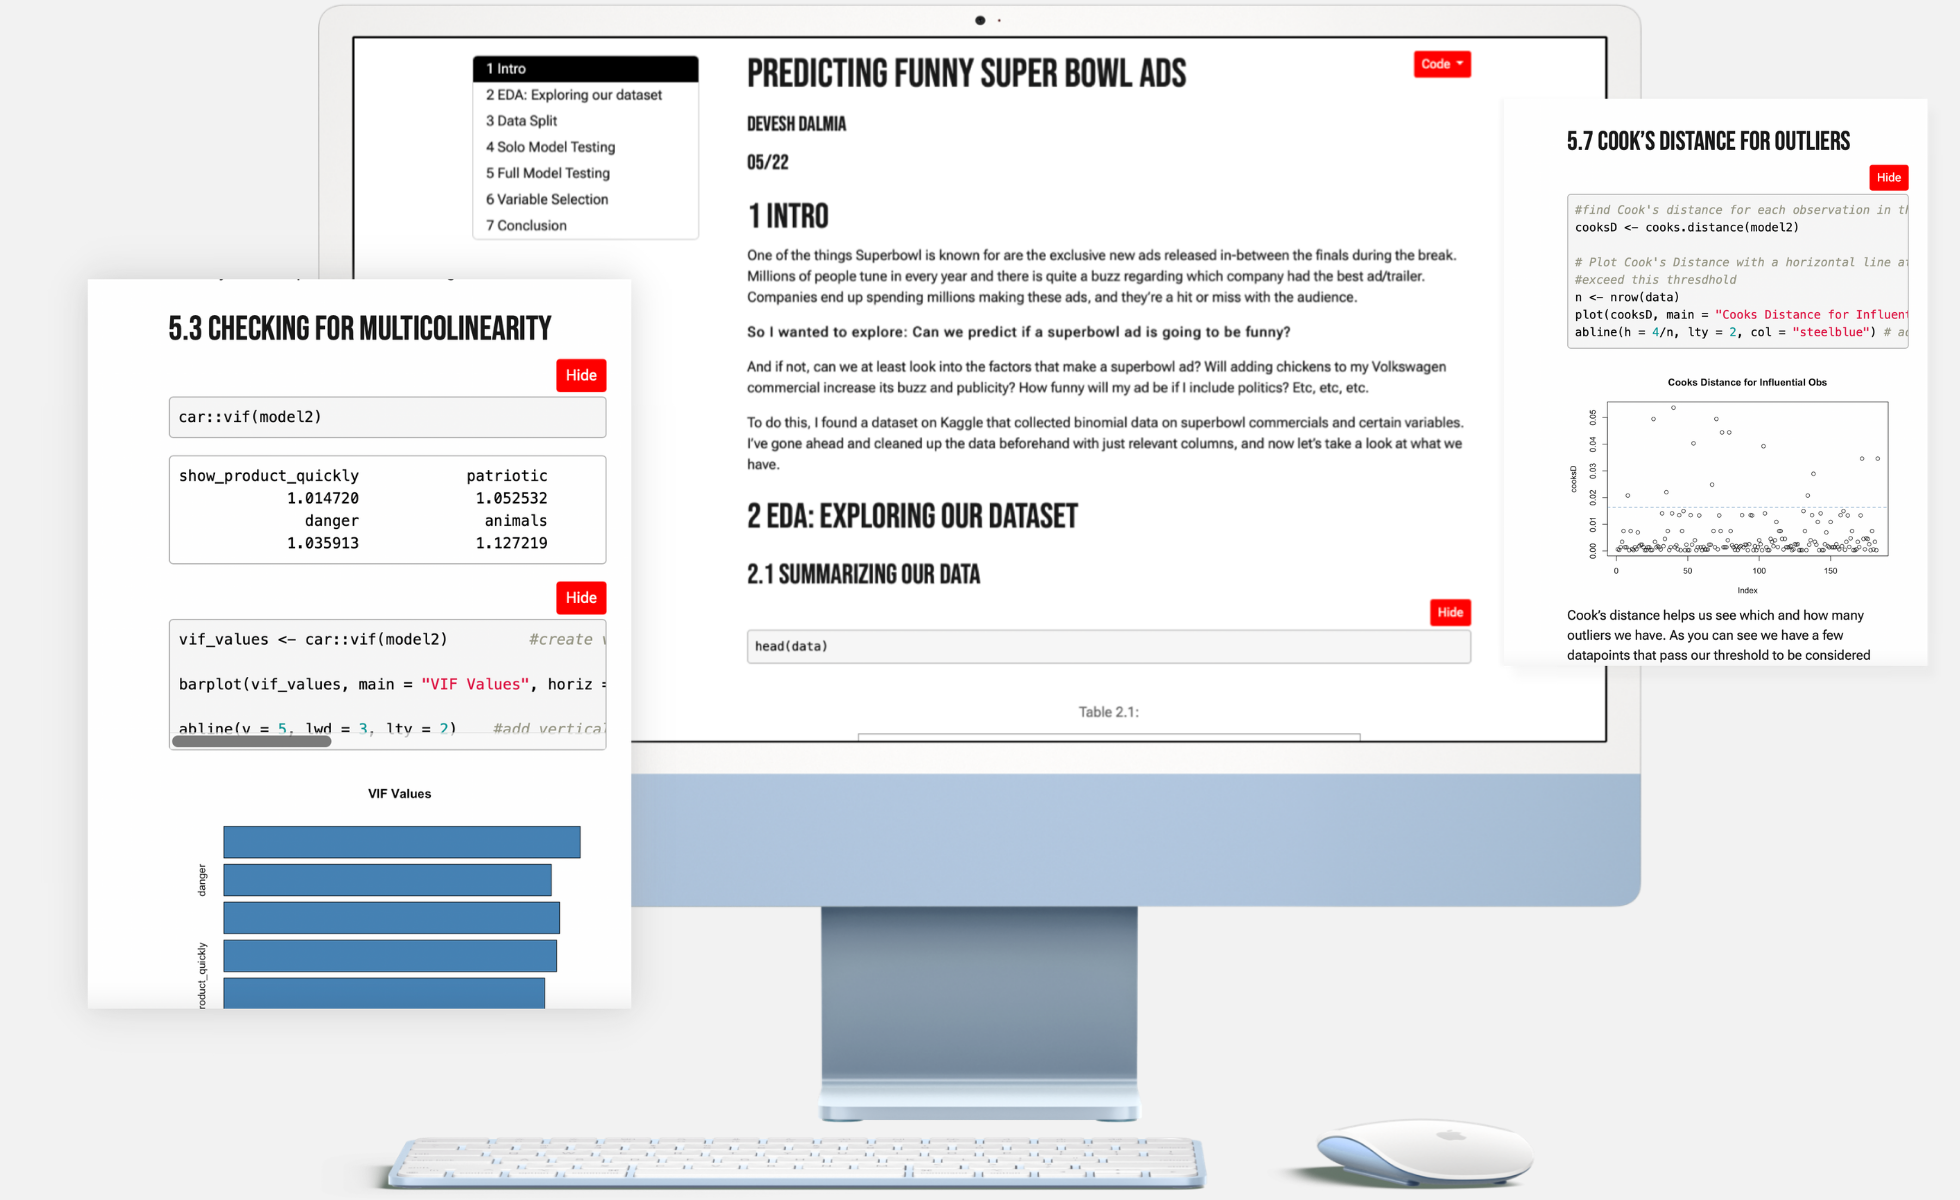 1 Intro
2 EDA: Exploring our dataset
3 Data Split
4 Solo Model Testing
5 Full Model Testing
6 Variable Selection
7 Conclusion
PREDICTING FUNNY SUPER BOWL ADS
Code
DEVESH DALMIA
05/22
1 INTRO
One of the things Superbowl is known for are the exclusive new ads released in-between the finals during the break.
Millions of people tune in every year and there is quite a buzz regarding which company had the best ad/trailer.
Companies end up spending millions making these ads, and they're a hit or miss with the audience.
So I wanted to explore: Can we predict if a superbowl ad is going to be funny?
And if not, can we at least look into the factors that make a superbowl ad? Will adding chickens to my Volkswagen
commercial increase its buzz and publicity? How funny will my ad be if I include politics? Etc, etc, etc.
To do this, I found a dataset on Kaggle that collected binomial data on superbowl commercials and certain variables.
I've gone ahead and cleaned up the data beforehand with just relevant columns, and now let's take a look at what we
have.
2 EDA: EXPLORING OUR DATASET
2.1 SUMMARIZING OUR DATA
Hide
head(data)
Table 2.1:
5.3 CHECKING FOR MULTICOLINEARITY
Hide
car::vif(model2)
show_product_quickly patriotic
1.014720 1.052532
danger animals
1.035913 1.127219
Hide
vif_values <- car::vif(model2) #create
barplot(vif_values, main = "VIF Values", horiz =
abline(v = 5, lwd = 3, lty = 2) #add vertical
VIF Values
danger
roduct_quickly
5.7 COOK'S DISTANCE FOR OUTLIERS
Hide
#find Cook's distance for each observation in th
cooksD <- cooks.distance(model2)
# Plot Cook's Distance with a horizontal line at
#exceed this thresdhold
n <- nrow(data)
plot(cooksD, main = "Cooks Distance for Influent
abline(h = 4/n, lty = 2, col = "steelblue") # ad
Cooks Distance for Influential Obs
cooksD
0.05
0.04
0.03
0.02
0.01
0.00
0 50 100 150
Index
Cook's distance helps us see which and how many
outliers we have. As you can see we have a few
datapoints that pass our threshold to be considered